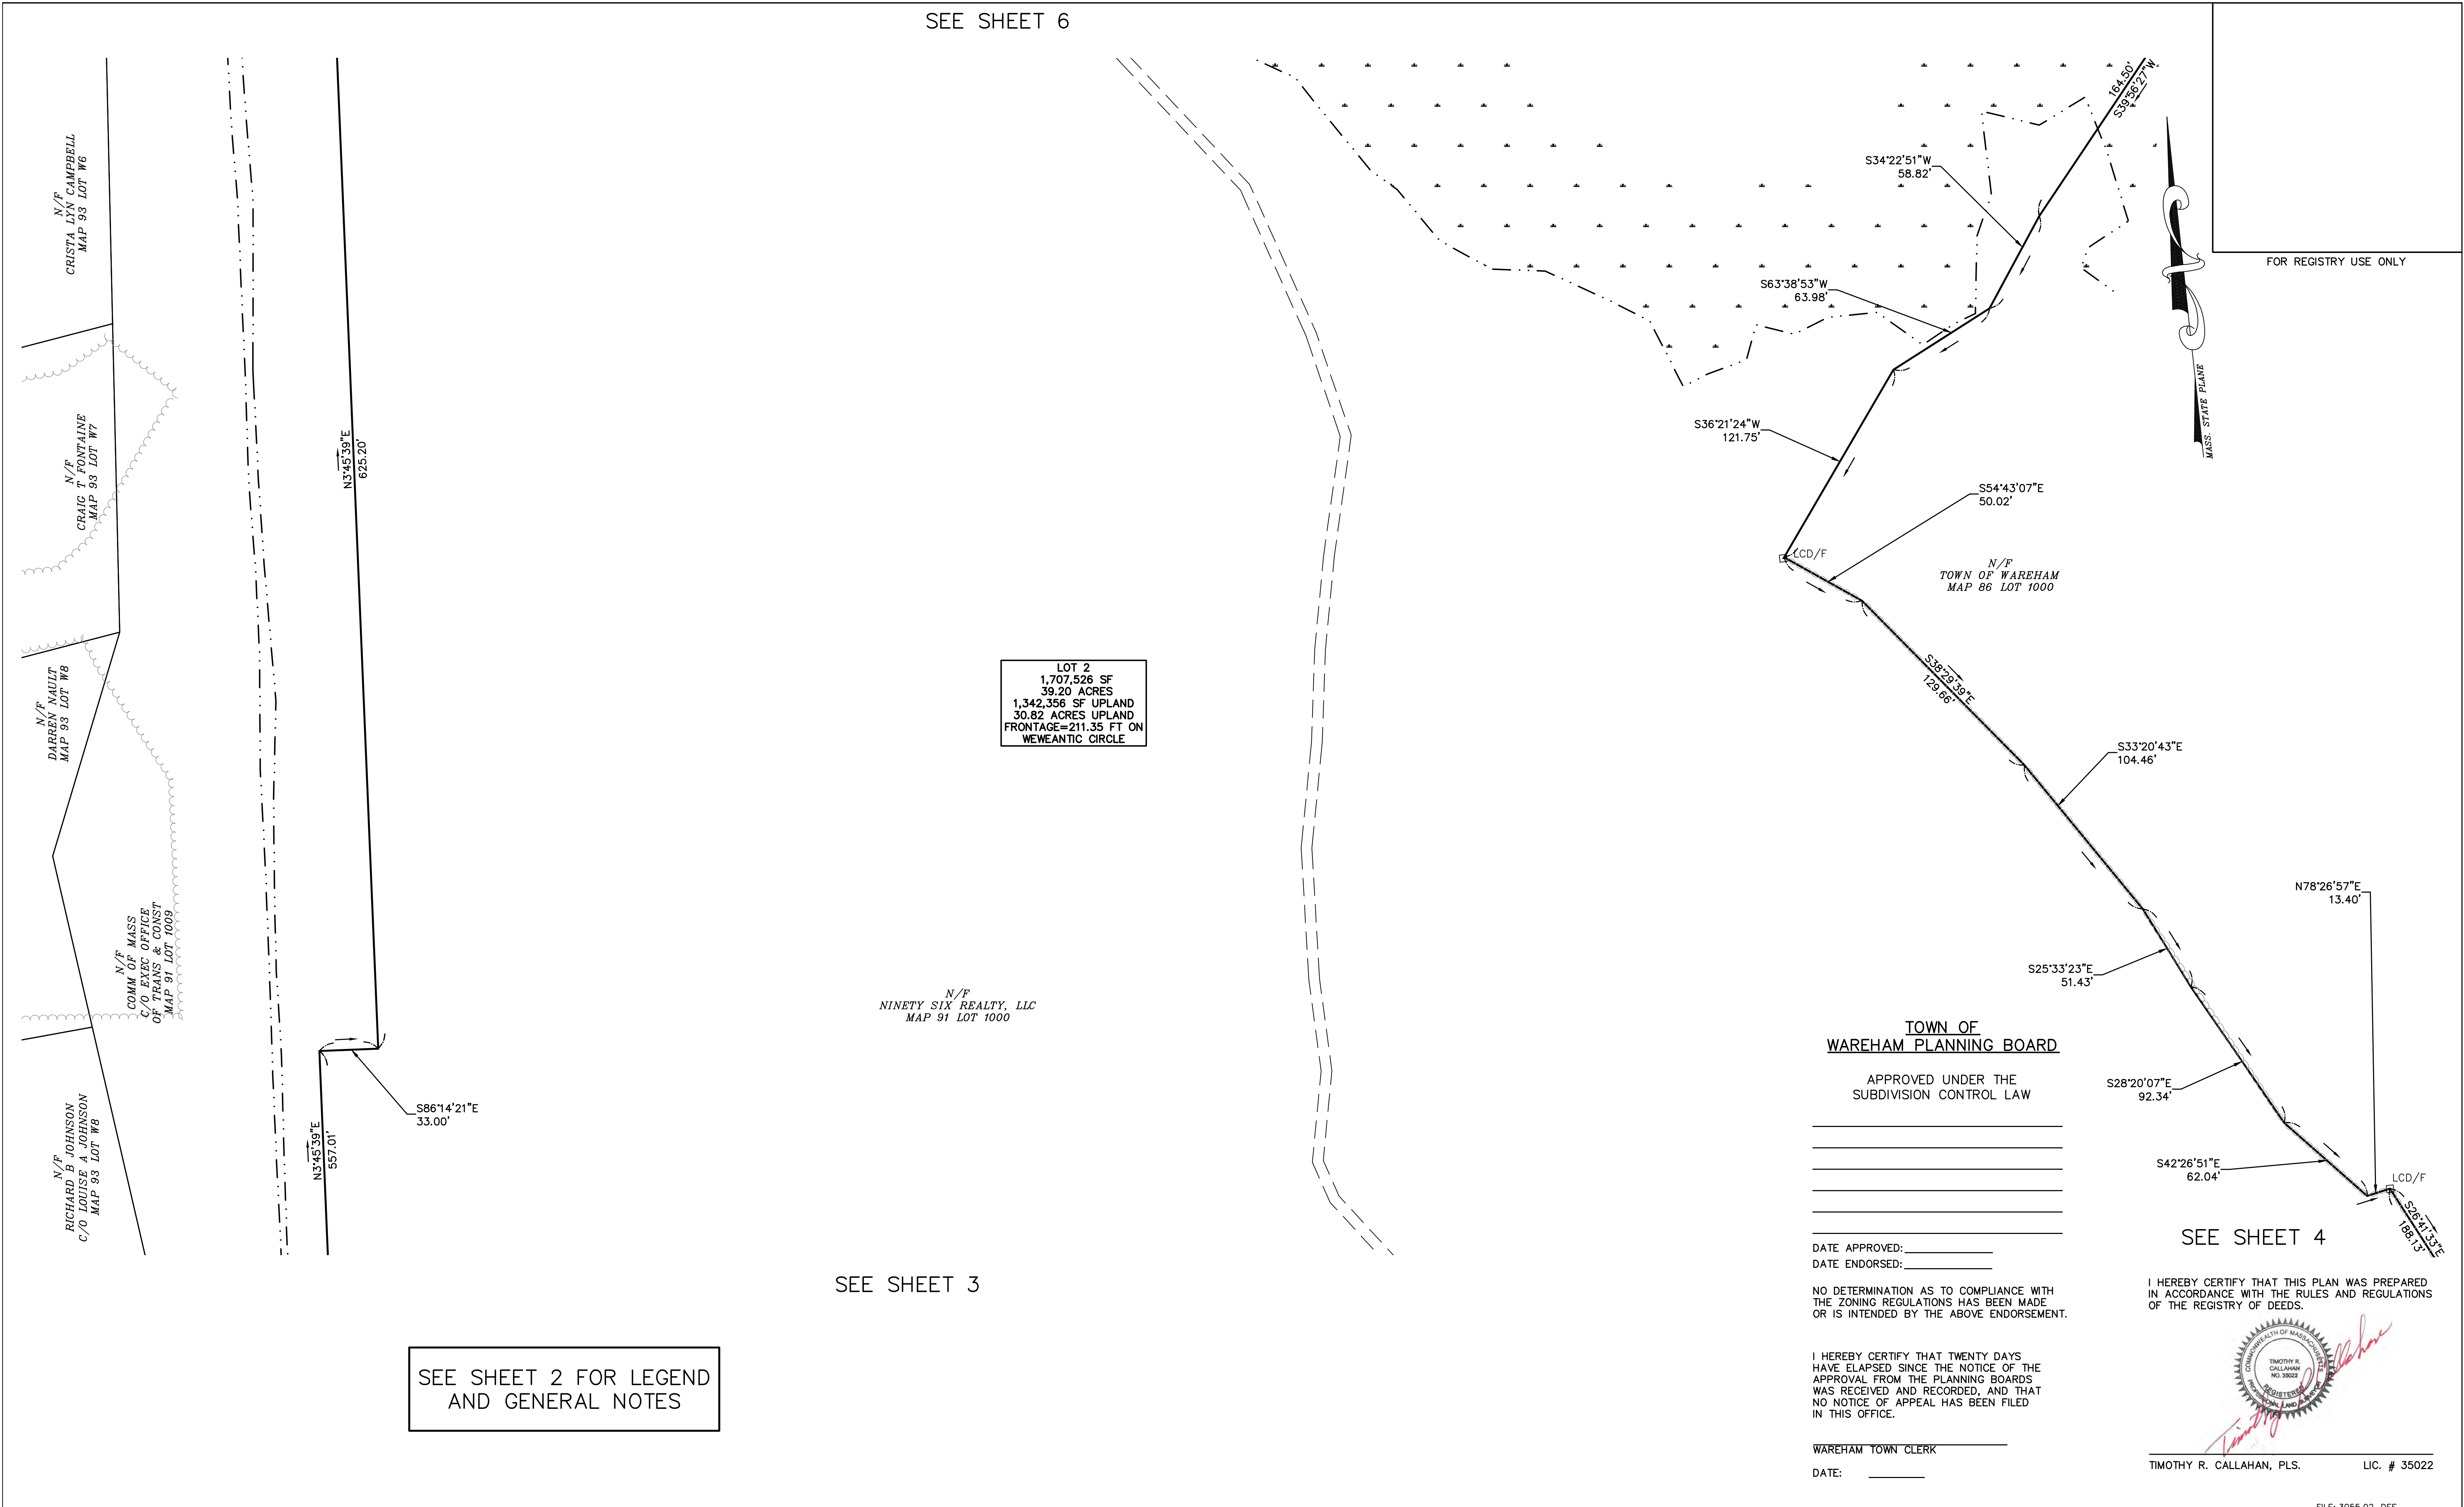 SEE SHEET 6
FOR REGISTRY USE ONLY
MASS. STATE PLANE
N/F
CRISTA LYN CAMPBELL
MAP 93 LOT W6
N/F
CRAIG T FONTAINE
MAP 93 LOT W7
N/F
DARREN NAULT
MAP 93 LOT W8
N/F
COMM OF MASS
C/O EXEC OFFICE
OF TRANS & CONST
MAP 91 LOT 1009
N/F
RICHARD B JOHNSON
C/O LOUISE A JOHNSON
MAP 93 LOT W8
N3°45'39"E
625.20'
S86°14'21"E
33.00'
N3°45'39"E
557.01'
LOT 2
1,707,526 SF
39.20 ACRES
1,342,356 SF UPLAND
30.82 ACRES UPLAND
FRONTAGE=211.35 FT ON
WEWEANTIC CIRCLE
N/F
NINETY SIX REALTY, LLC
MAP 91 LOT 1000
164.50'
S39°56'27"W
S34°22'51"W
58.82'
S63°38'53"W
63.98'
S36°21'24"W
121.75'
S54°43'07"E
50.02'
LCD/F
N/F
TOWN OF WAREHAM
MAP 86 LOT 1000
S38°29'39"E
129.66'
S33°20'43"E
104.46'
N78°26'57"E
13.40'
S25°33'23"E
51.43'
S28°20'07"E
92.34'
S42°26'51"E
62.04'
LCD/F
S26°41'33"E
188.13'
SEE SHEET 4
SEE SHEET 3
SEE SHEET 2 FOR LEGEND
AND GENERAL NOTES
TOWN OF
WAREHAM PLANNING BOARD
APPROVED UNDER THE
SUBDIVISION CONTROL LAW
DATE APPROVED:
DATE ENDORSED:
NO DETERMINATION AS TO COMPLIANCE WITH
THE ZONING REGULATIONS HAS BEEN MADE
OR IS INTENDED BY THE ABOVE ENDORSEMENT.
I HEREBY CERTIFY THAT TWENTY DAYS
HAVE ELAPSED SINCE THE NOTICE OF THE
APPROVAL FROM THE PLANNING BOARDS
WAS RECEIVED AND RECORDED, AND THAT
NO NOTICE OF APPEAL HAS BEEN FILED
IN THIS OFFICE.
WAREHAM TOWN CLERK
DATE:
I HEREBY CERTIFY THAT THIS PLAN WAS PREPARED
IN ACCORDANCE WITH THE RULES AND REGULATIONS
OF THE REGISTRY OF DEEDS.
COMMONWEALTH OF MASSACHUSETTS
TIMOTHY R.
CALLAHAN
NO. 35022
REGISTERED
PROFESSIONAL LAND SURVEYOR
Timothy R Callahan
TIMOTHY R. CALLAHAN, PLS. LIC. # 35022